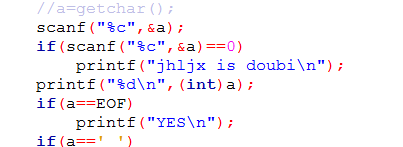 //a=getchar();
scanf("%c",&a);
if(scanf("%c",&a)==0)
printf("jhljx is doubi\n");
printf("%d\n",(int)a);
if(a==EOF)
printf("YES\n");
if(a==' ')